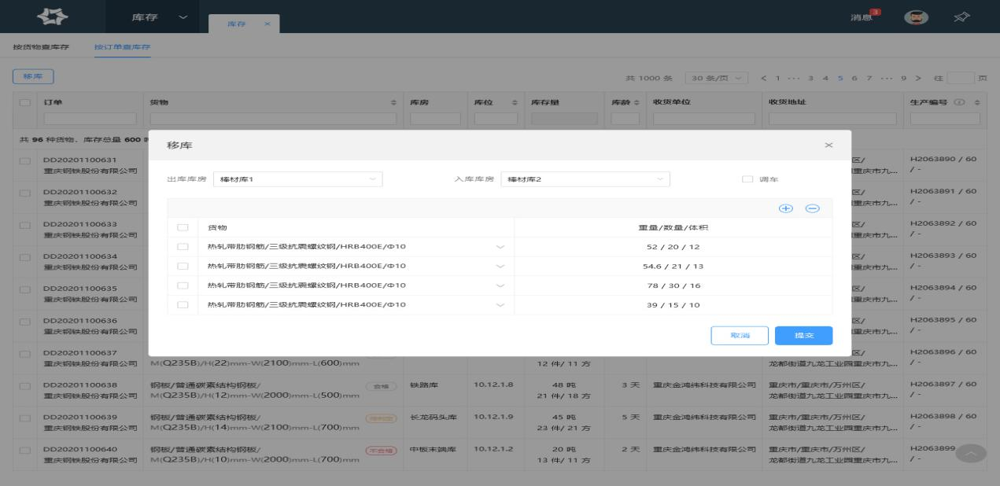 库存
库存 ×
消息 3
按货物查库存 按订单查库存
移库
共 1000 条 30 条/页 < 1 ··· 3 4 5 6 7 ··· 9 > 往 页
订单 货物 库房 库位 库存量 库龄 收货单位 收货地址 生产编号
共 96 种货物，库存总量 600
移库 ×
出库库房 棒材库1 入库库房 棒材库2 调车
货物 重量/数量/体积
热轧带肋钢筋/三级抗震螺纹钢/HRB400E/Φ10 52 / 20 / 12
热轧带肋钢筋/三级抗震螺纹钢/HRB400E/Φ10 54.6 / 21 / 13
热轧带肋钢筋/三级抗震螺纹钢/HRB400E/Φ10 78 / 30 / 16
热轧带肋钢筋/三级抗震螺纹钢/HRB400E/Φ10 39 / 15 / 10
取消 提交
DD20201100631 区/ H2063890 / 60
重庆钢铁股份有限公司 重庆市九... / -
DD20201100632 区/ H2063891 / 60
重庆钢铁股份有限公司 重庆市九... / -
DD20201100633 区/ H2063892 / 60
重庆钢铁股份有限公司 重庆市九... / -
DD20201100634 区/ H2063893 / 60
重庆钢铁股份有限公司 重庆市九... / -
DD20201100635 区/ H2063894 / 60
重庆钢铁股份有限公司 重庆市九... / -
DD20201100636 区/ H2063895 / 60
重庆钢铁股份有限公司 重庆市九... / -
DD20201100637 区/ H2063896 / 60
重庆钢铁股份有限公司 M(Q235B)/H(22)mm-W(2100)mm-L(600)mm 12 件/ 11 方 龙都街道九龙工业园重庆市九... / -
DD20201100638 钢板/普通碳素结构钢板/ 合格 铁路库 10.12.1.8 48 吨 3 天 重庆金鸿纬科技有限公司 重庆市/重庆市/万州区/ H2063897 / 60
重庆钢铁股份有限公司 M(Q235B)/H(12)mm-W(2000)mm-L(500)mm 21 件/ 18 方 龙都街道九龙工业园重庆市九... / -
DD20201100639 钢板/普通碳素结构钢板/ 待判定 长龙码头库 10.12.1.9 45 吨 5 天 重庆金鸿纬科技有限公司 重庆市/重庆市/万州区/ H2063898 / 60
重庆钢铁股份有限公司 M(Q235B)/H(14)mm-W(2100)mm-L(700)mm 23 件/ 21 方 龙都街道九龙工业园重庆市九... / -
DD20201100640 钢板/普通碳素结构钢板/ 不合格 中板末端库 10.12.1.2 20 吨 2 天 重庆金鸿纬科技有限公司 重庆市/重庆市/万州区/ H2063899
重庆钢铁股份有限公司 M(Q235B)/H(10)mm-W(2000)mm-L(700)mm 13 件/ 11 方 龙都街道九龙工业园重庆市九... / -